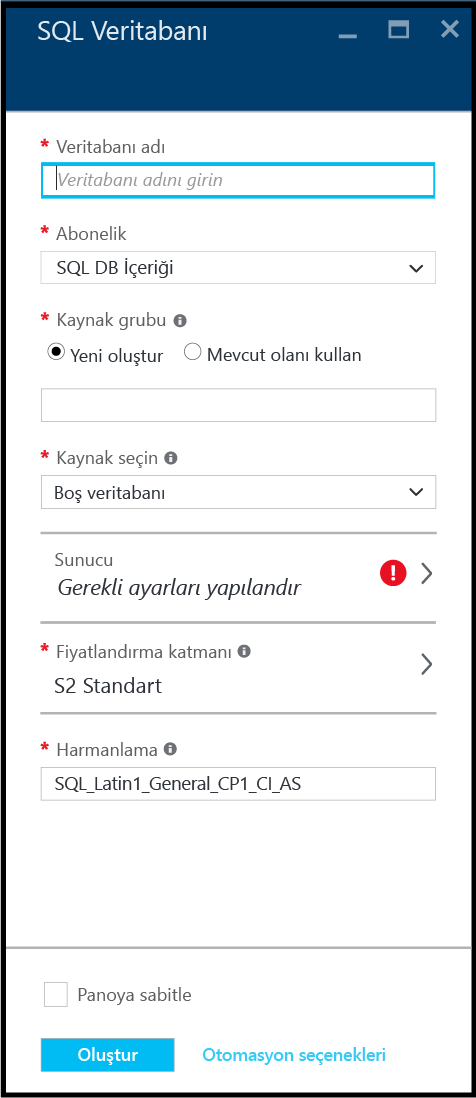 SQL Veritabanı
* Veritabanı adı
Veritabanı adını girin
* Abonelik
SQL DB İçeriği
* Kaynak grubu
Yeni oluştur Mevcut olanı kullan
* Kaynak seçin
Boş veritabanı
Sunucu
Gerekli ayarları yapılandır
* Fiyatlandırma katmanı
S2 Standart
* Harmanlama
SQL_Latin1_General_CP1_CI_AS
Panoya sabitle
Oluştur Otomasyon seçenekleri